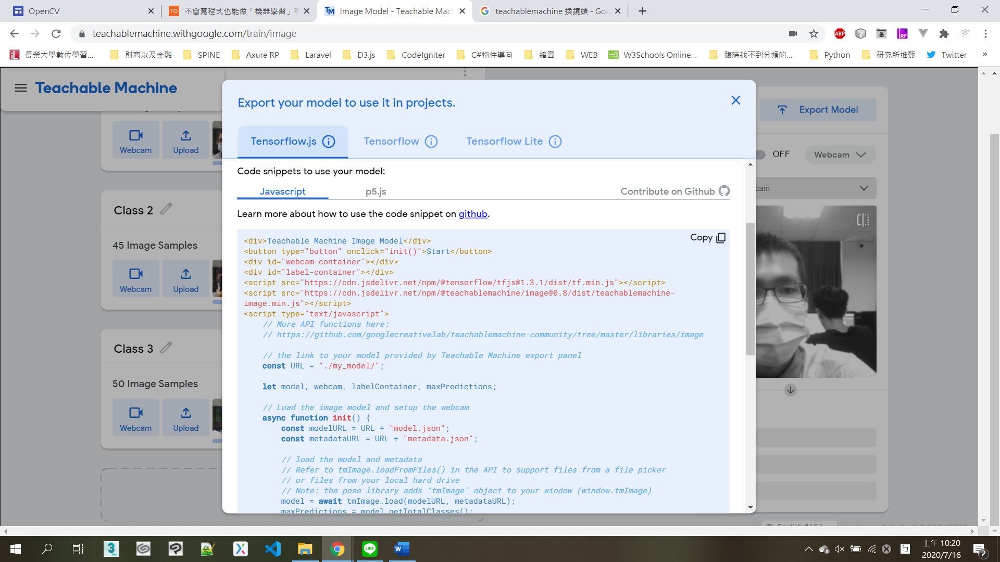 OpenCV
不會寫程式也能做「機器學習」
Image Model - Teachable Mach
teachablemachine 換鏡頭 - Goo
teachablemachine.withgoogle.com/train/image
ABP
RP
長榮大學數位學習...
財商以及金融
SPINE
Axure RP
Laravel
D3.js
CodeIgniter
C#物件導向
繪圖
WEB
W3Schools Online...
臨時找不到分類的...
Python
研究所推甄
Twitter
»
Teachable Machine
Webcam
Upload
Class 2
45 Image Samples
Webcam
Upload
Class 3
50 Image Samples
Webcam
Upload
Export your model to use it in projects.
Tensorflow.js
Tensorflow
Tensorflow Lite
Code snippets to use your model:
Javascript
p5.js
Contribute on Github
Learn more about how to use the code snippet on github.
Copy
<div>Teachable Machine Image Model</div>
<button type="button" onclick="init()">Start</button>
<div id="webcam-container"></div>
<div id="label-container"></div>
<script src="https://cdn.jsdelivr.net/npm/@tensorflow/tfjs@1.3.1/dist/tf.min.js"></script>
<script src="https://cdn.jsdelivr.net/npm/@teachablemachine/image@0.8/dist/teachablemachine-
image.min.js"></script>
<script type="text/javascript">
// More API functions here:
// https://github.com/googlecreativelab/teachablemachine-community/tree/master/libraries/image
// the link to your model provided by Teachable Machine export panel
const URL = "./my_model/";
let model, webcam, labelContainer, maxPredictions;
// Load the image model and setup the webcam
async function init() {
const modelURL = URL + "model.json";
const metadataURL = URL + "metadata.json";
// load the model and metadata
// Refer to tmImage.loadFromFiles() in the API to support files from a file picker
// or files from your local hard drive
// Note: the pose library adds "tmImage" object to your window (window.tmImage)
model = await tmImage.load(modelURL, metadataURL);
maxPredictions = model.getTotalClasses();
Export Model
OFF
Webcam
cam
English (U.S.)
上午 10:20
2020/7/16
2